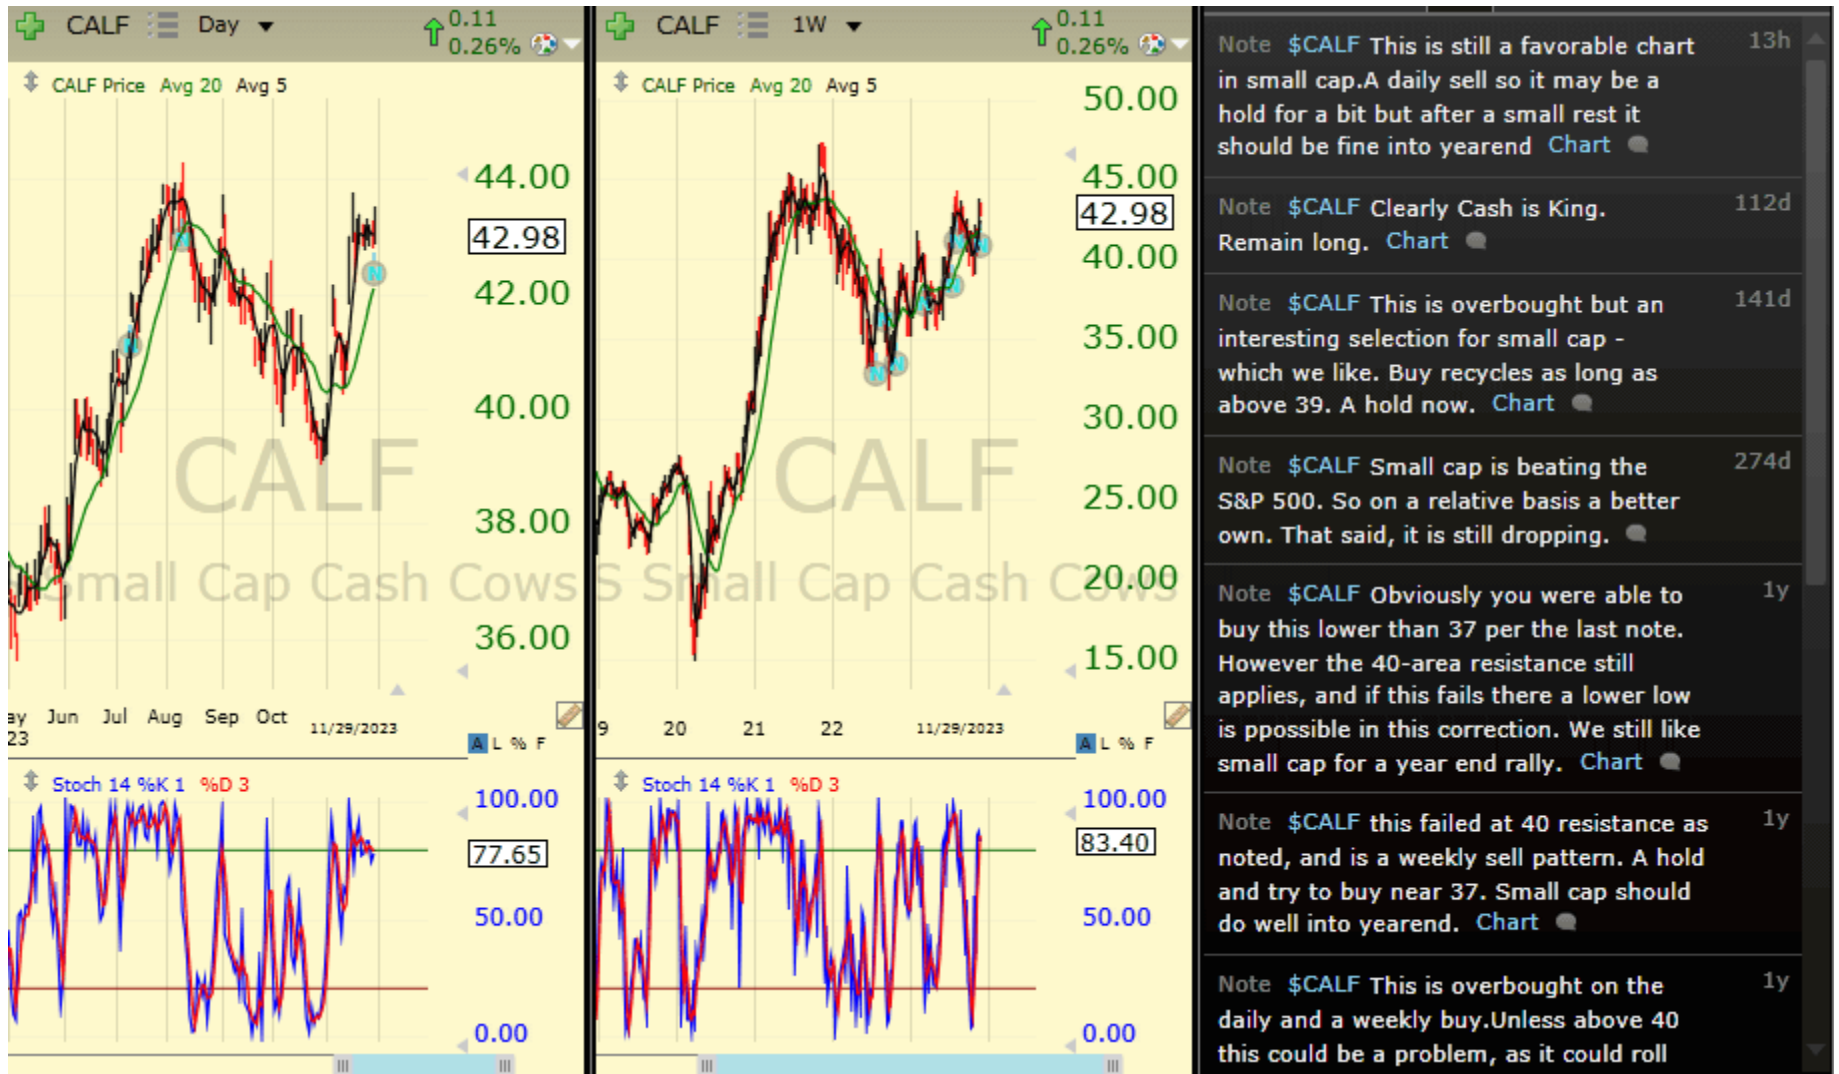 CALF Day 0.11
0.26%
CALF Price Avg 20 Avg 5
44.00
42.98
42.00
40.00
38.00
36.00
CALF
S Small Cap Cash Cows
N
N
N
ay Jun Jul Aug Sep Oct 11/29/2023
23
A L % F
Stoch 14 %K 1 %D 3
100.00
77.65
50.00
0.00
CALF 1W 0.11
0.26%
CALF Price Avg 20 Avg 5
50.00
45.00
42.98
40.00
35.00
30.00
25.00
20.00
15.00
CALF
S Small Cap Cash Cows
N
N
N
N
N
N
N
9 20 21 22 11/29/2023
A L % F
Stoch 14 %K 1 %D 3
100.00
83.40
50.00
0.00
Note $CALF This is still a favorable chart 13h
in small cap.A daily sell so it may be a
hold for a bit but after a small rest it
should be fine into yearend Chart
Note $CALF Clearly Cash is King. 112d
Remain long. Chart
Note $CALF This is overbought but an 141d
interesting selection for small cap -
which we like. Buy recycles as long as
above 39. A hold now. Chart
Note $CALF Small cap is beating the 274d
S&P 500. So on a relative basis a better
own. That said, it is still dropping.
Note $CALF Obviously you were able to 1y
buy this lower than 37 per the last note.
However the 40-area resistance still
applies, and if this fails there a lower low
is ppossible in this correction. We still like
small cap for a year end rally. Chart
Note $CALF this failed at 40 resistance as 1y
noted, and is a weekly sell pattern. A hold
and try to buy near 37. Small cap should
do well into yearend. Chart
Note $CALF This is overbought on the 1y
daily and a weekly buy.Unless above 40
this could be a problem, as it could roll